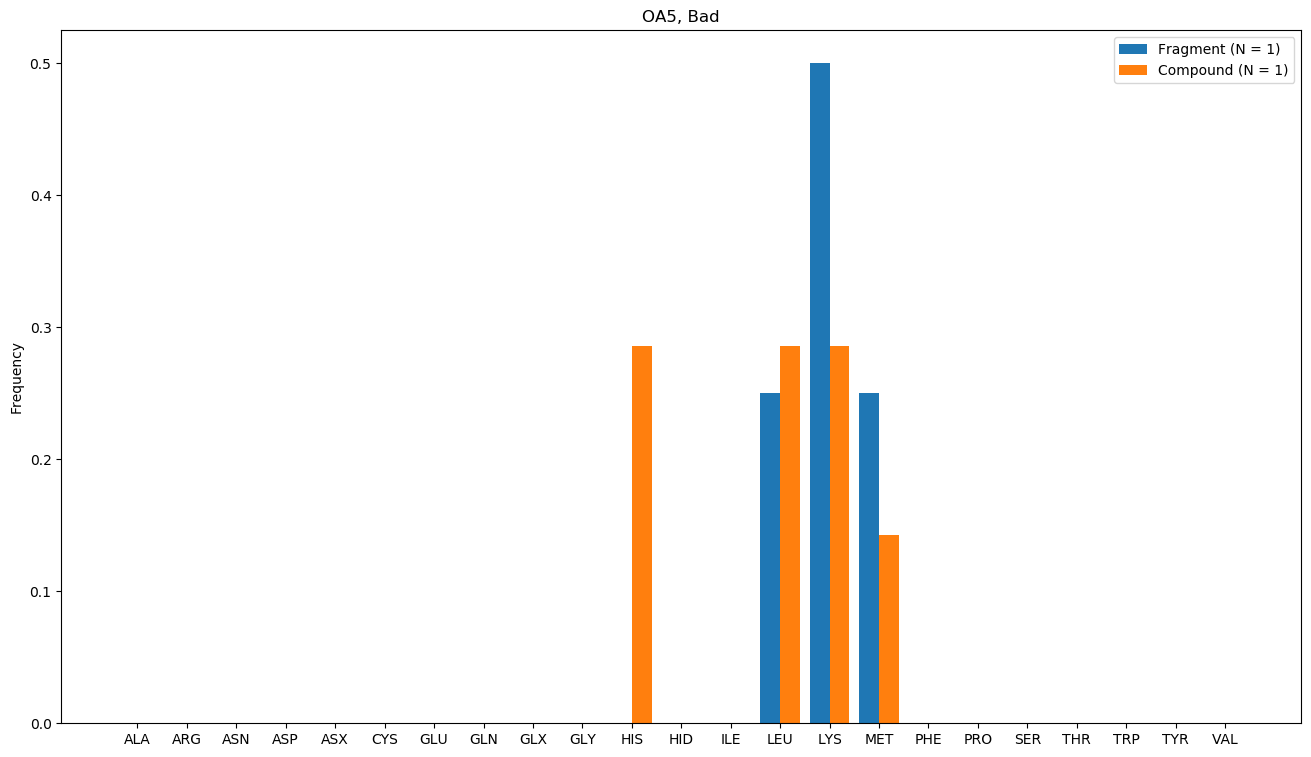 OA5, Bad
Fragment (N = 1)
Compound (N = 1)
Frequency
0.5
0.4
0.3
0.2
0.1
0.0
ALA ARG ASN ASP ASX CYS GLU GLN GLX GLY HIS HID ILE LEU LYS MET PHE PRO SER THR TRP TYR VAL